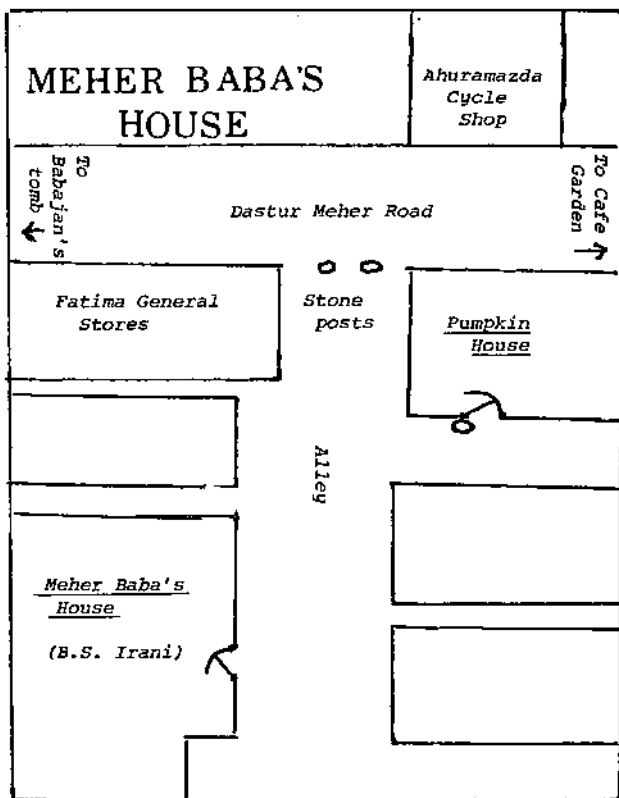 MEHER BABA'S
HOUSE
Ahuramazda
Cycle
Shop
To
Babajan's
tomb
Dastur Meher Road
To Cafe
Garden
Fatima General
Stores
Stone
posts
Pumpkin
House
Alley
Meher Baba's
House
(B.S. Irani)